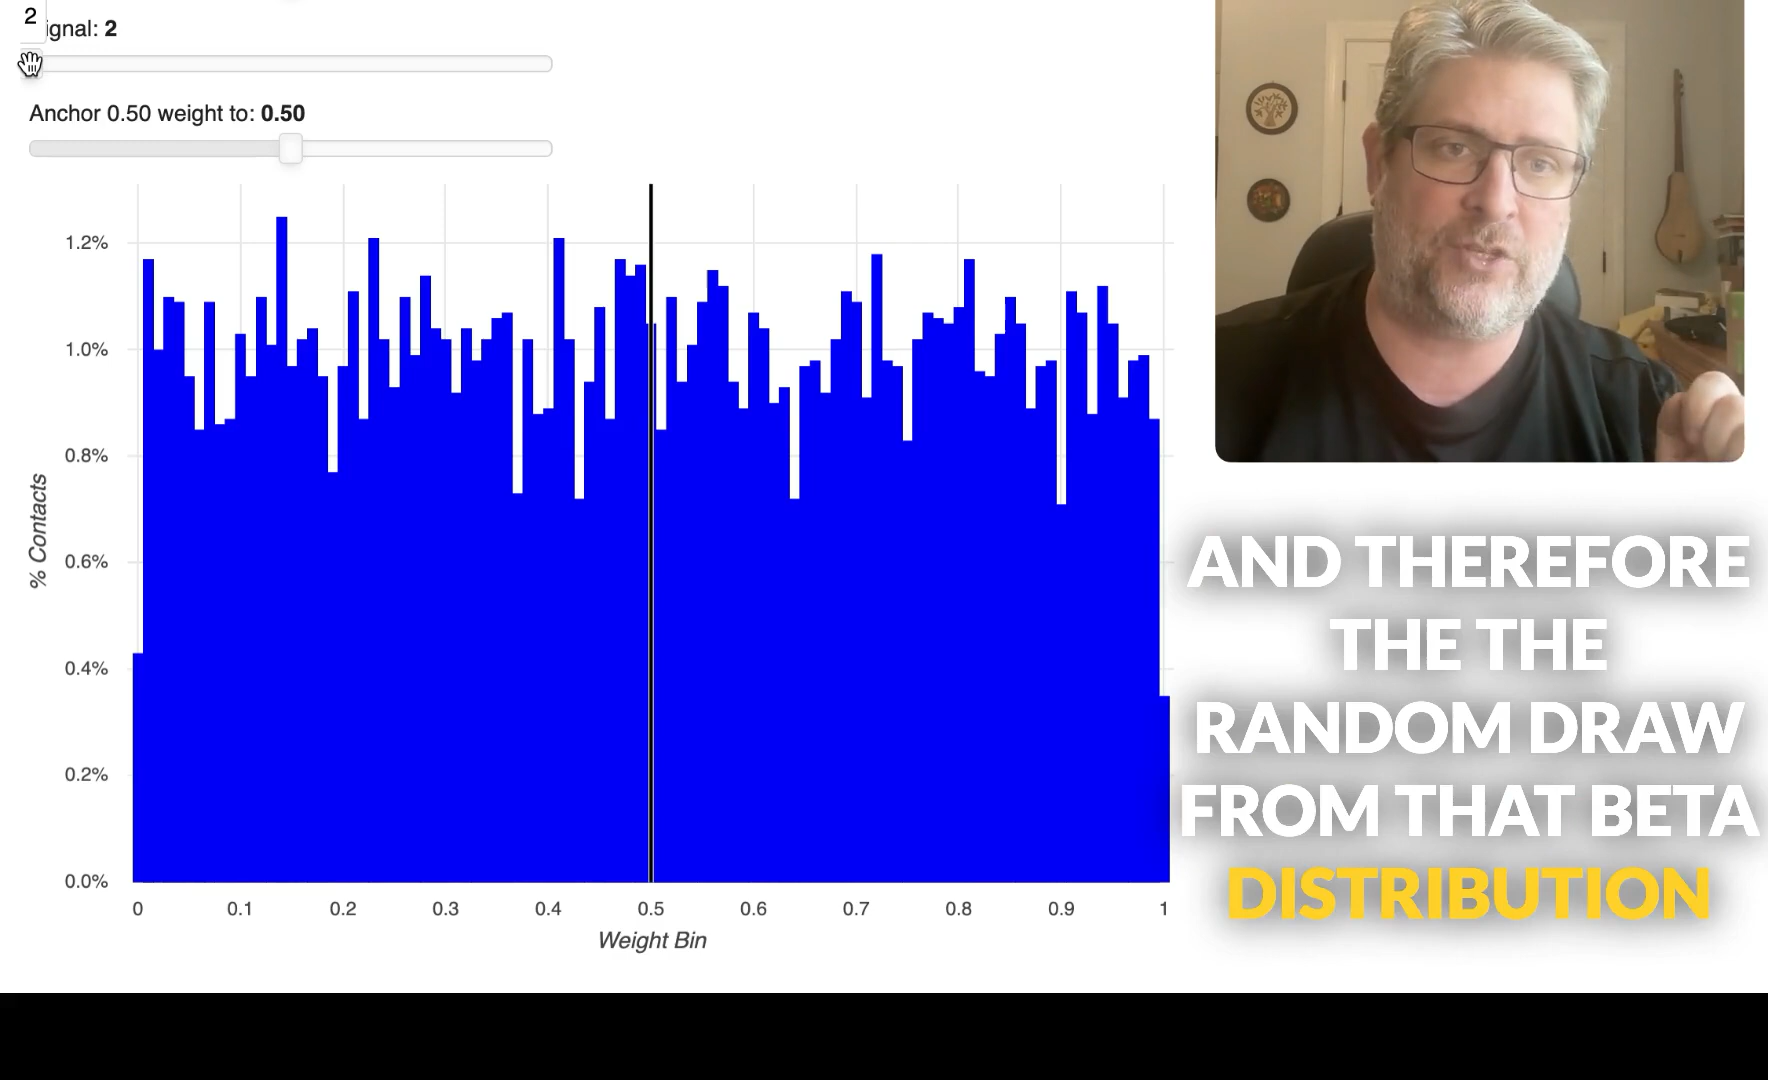 2
ignal: 2
Anchor 0.50 weight to: 0.50
1.2%
1.0%
0.8%
0.6%
0.4%
0.2%
0.0%
% Contacts
0 0.1 0.2 0.3 0.4 0.5 0.6 0.7 0.8 0.9 1
Weight Bin
AND THEREFORE
THE THE
RANDOM DRAW
FROM THAT BETA
DISTRIBUTION